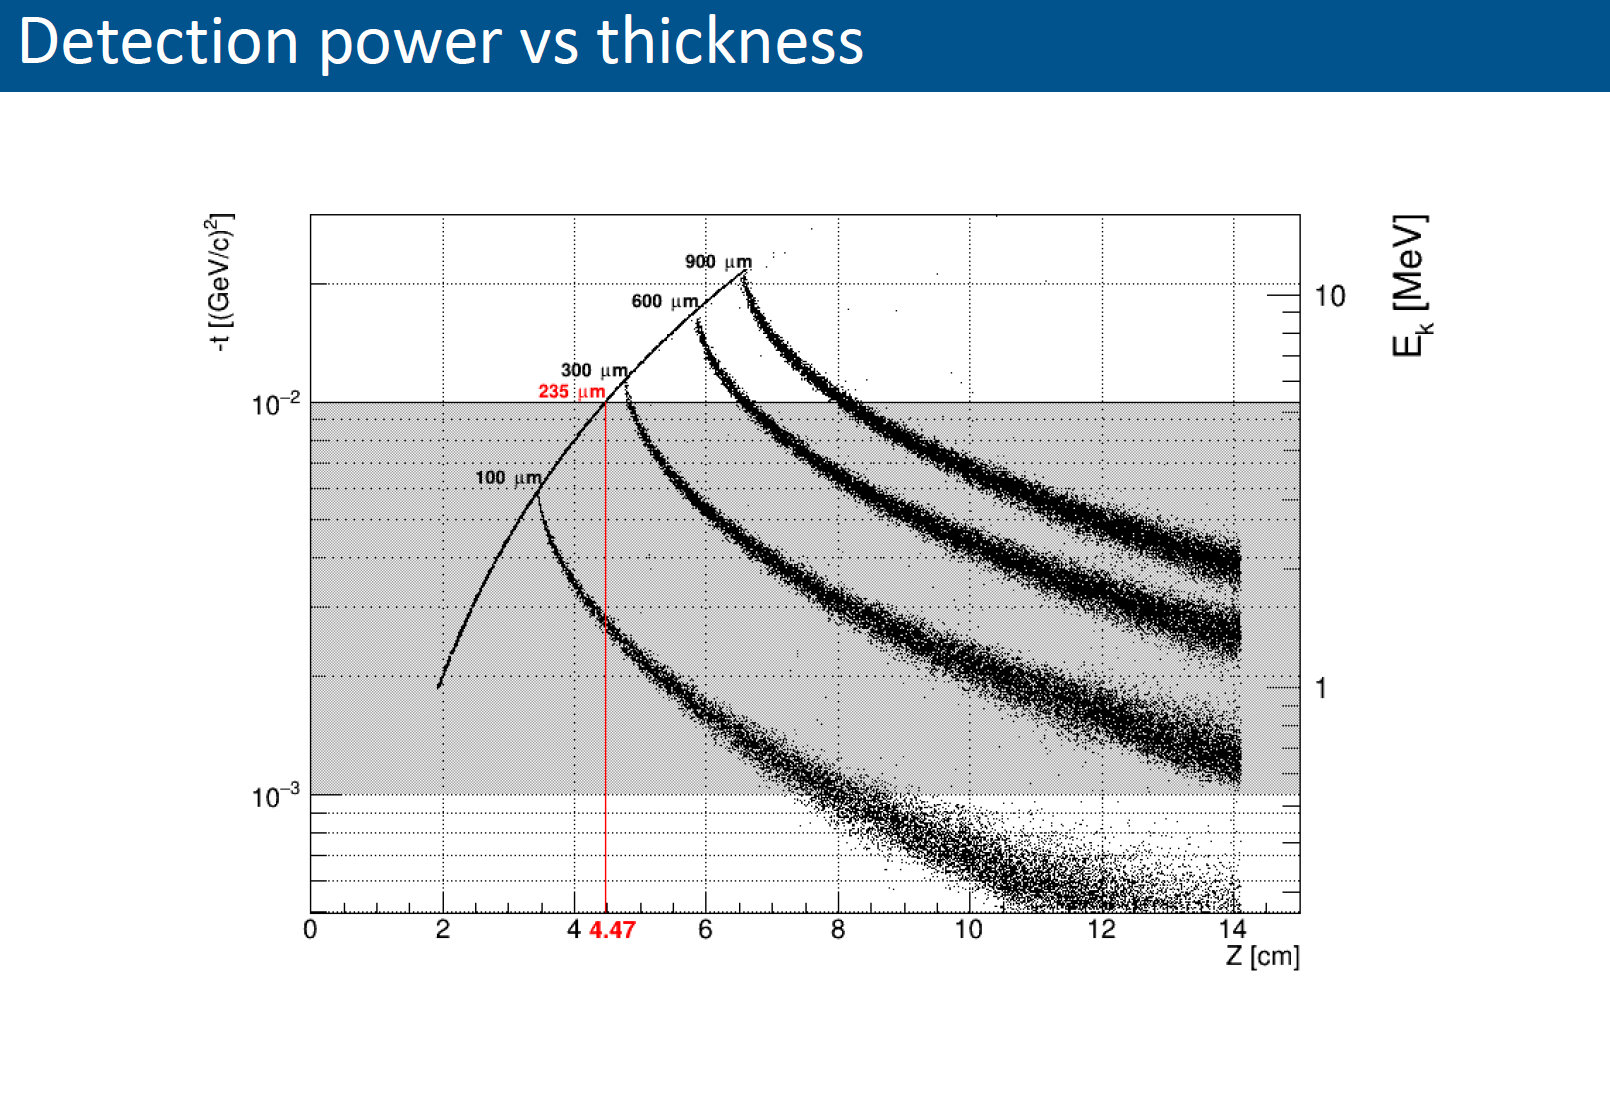 Detection power vs thickness
-t [(GeV/c)²]
E_k [MeV]
900 μm
600 μm
300 μm
235 μm
100 μm
10
10⁻²
1
10⁻³
0 2 4 4.47 6 8 10 12 14
Z [cm]